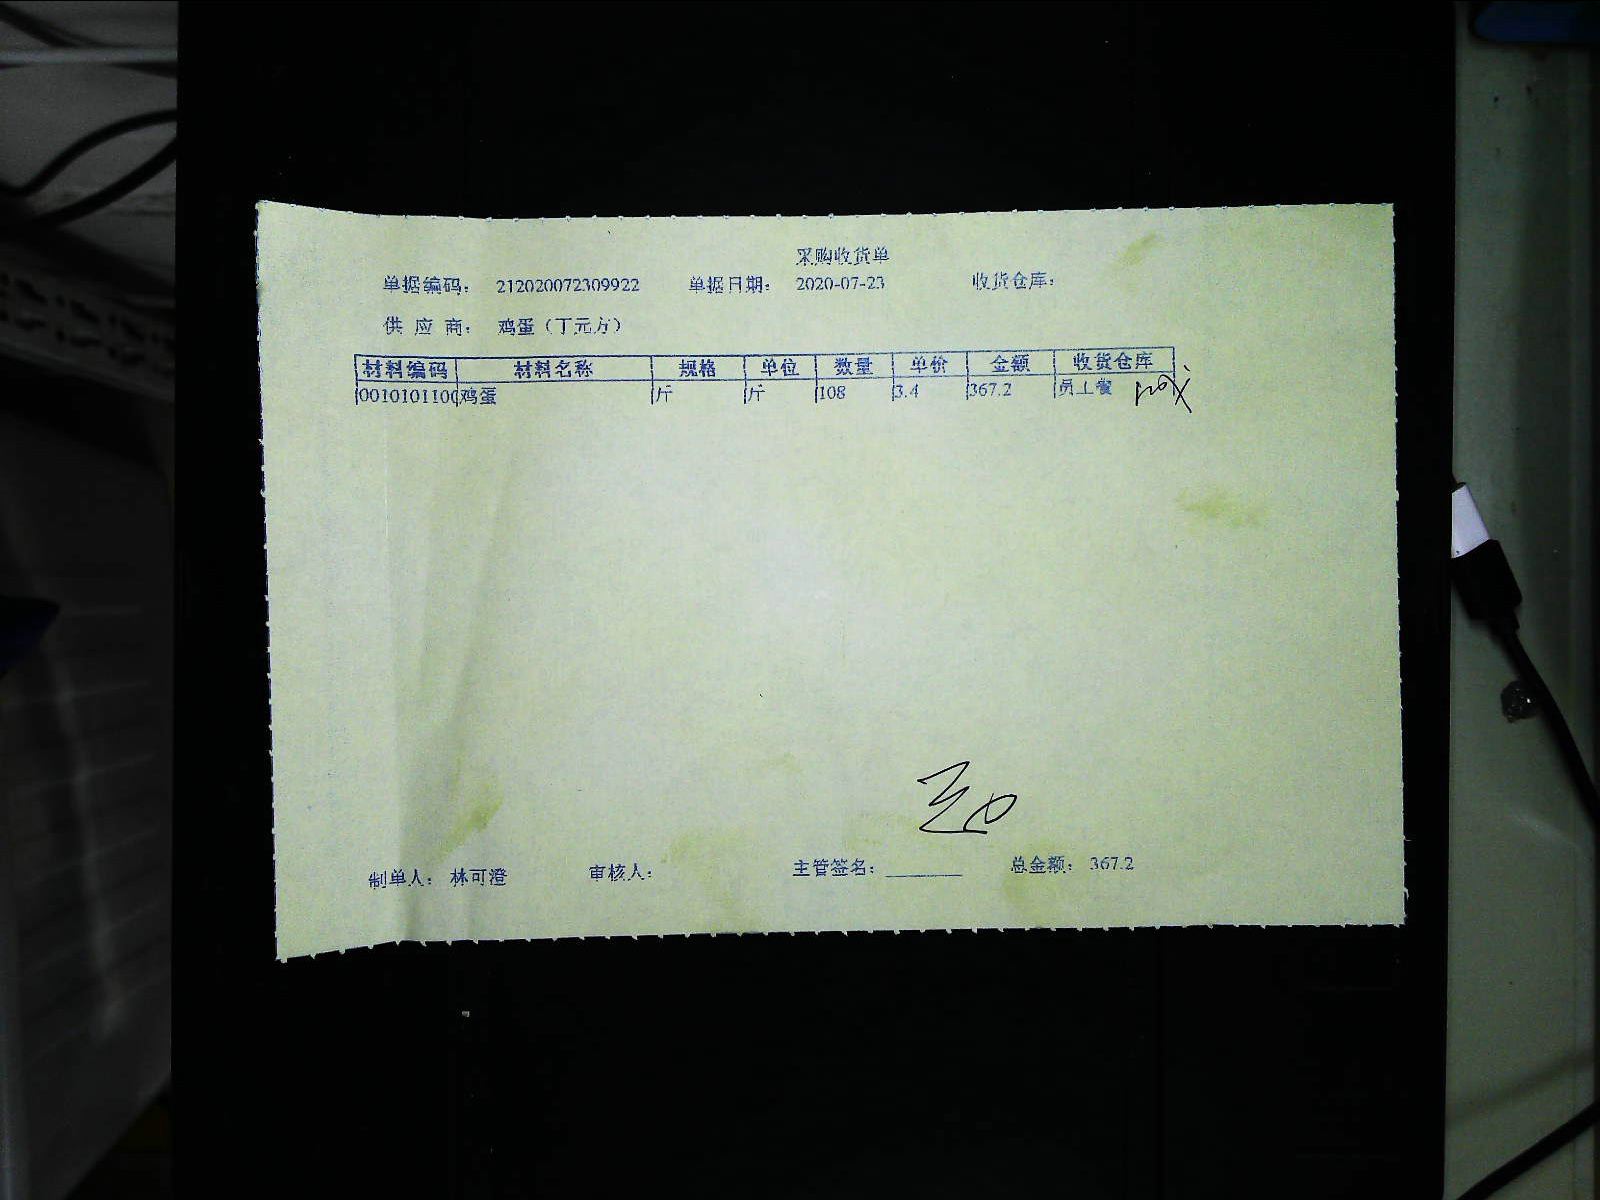 采购收货单
单据编码: 212020072309922 单据日期: 2020-07-23 收货仓库:
供 应 商: 鸡蛋(丁元方)
材料编码 材料名称 规格 单位 数量 单价 金额 收货仓库
0010101100 鸡蛋 斤 斤 108 3.4 367.2 员工餐
制单人: 林可澄 审核人: 主管签名: 总金额: 367.2